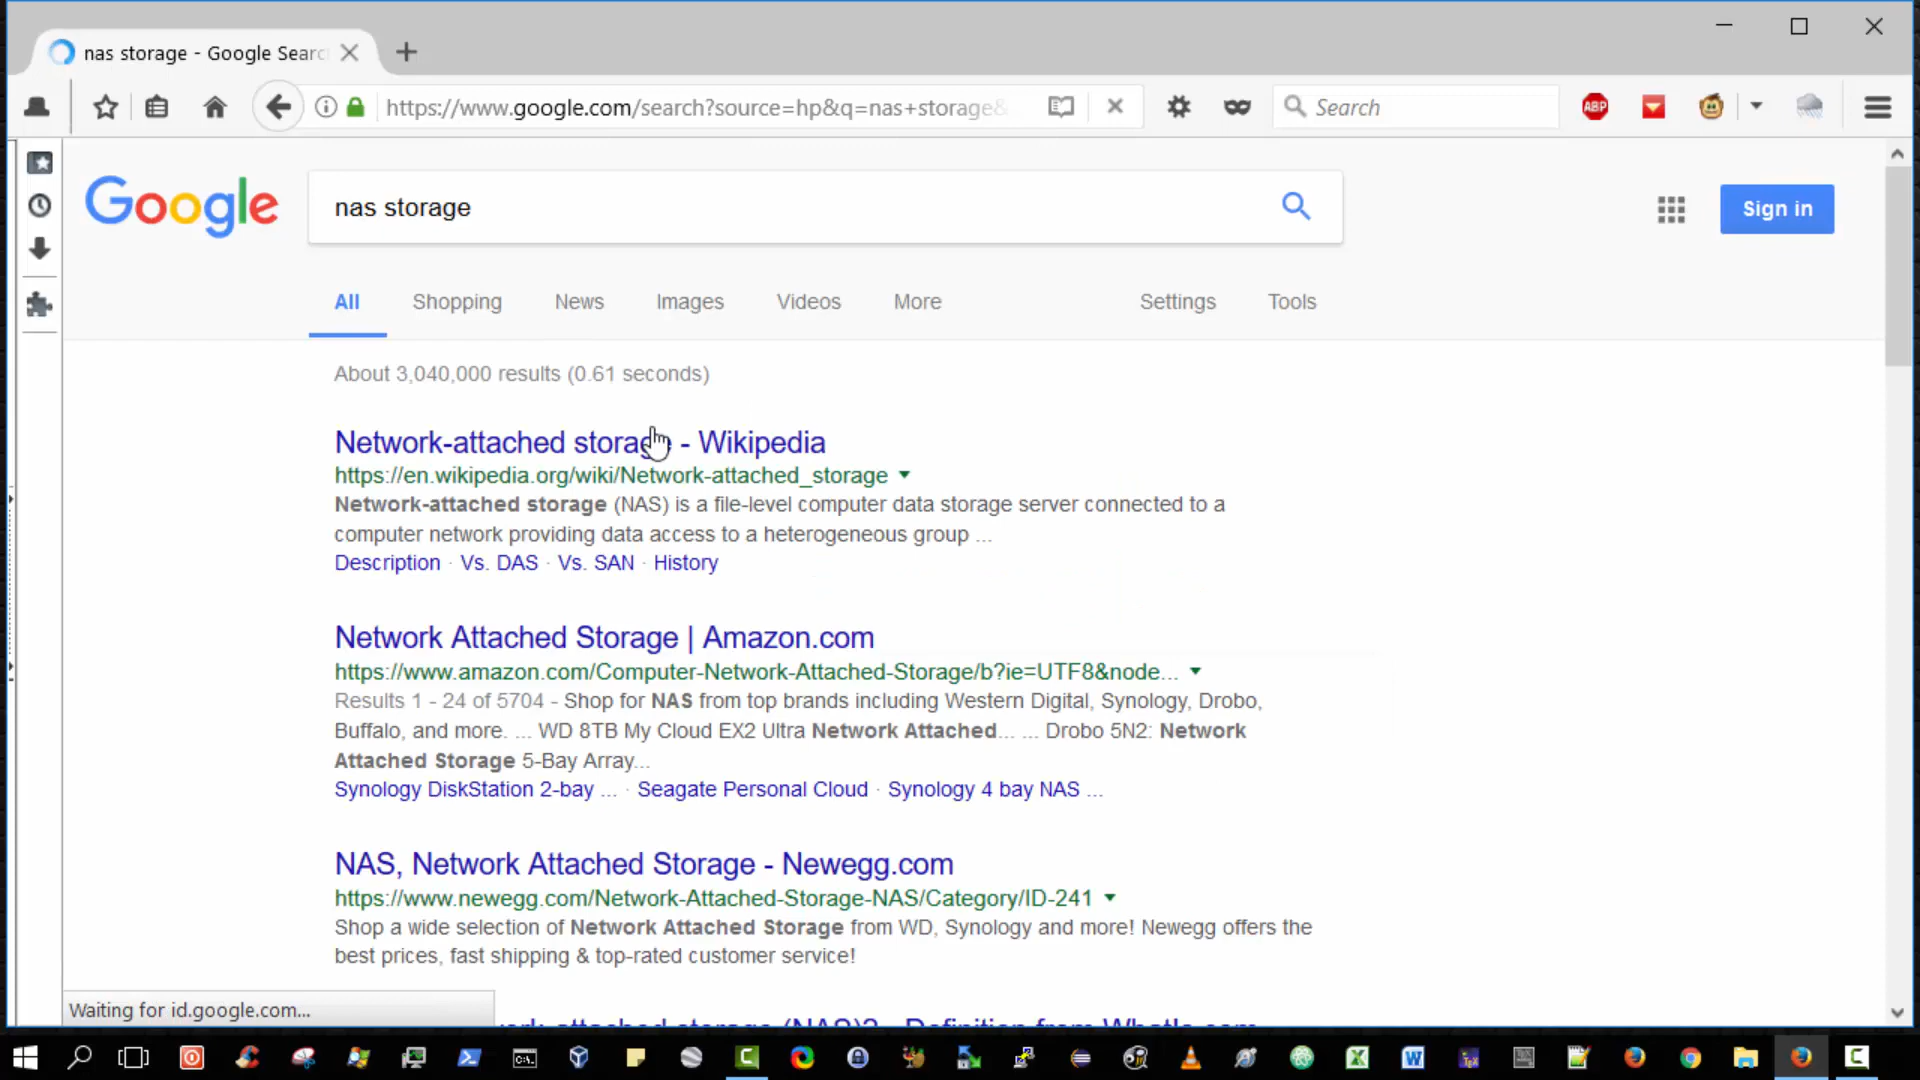 nas storage - Google Searc
https://www.google.com/search?source=hp&q=nas+storage&
Search
ABP
Google
nas storage
Sign in
All
Shopping
News
Images
Videos
More
Settings
Tools
About 3,040,000 results (0.61 seconds)
Network-attached storage - Wikipedia
https://en.wikipedia.org/wiki/Network-attached_storage
Network-attached storage (NAS) is a file-level computer data storage server connected to a
computer network providing data access to a heterogeneous group ...
Description · Vs. DAS · Vs. SAN · History
Network Attached Storage | Amazon.com
https://www.amazon.com/Computer-Network-Attached-Storage/b?ie=UTF8&node...
Results 1 - 24 of 5704 - Shop for NAS from top brands including Western Digital, Synology, Drobo,
Buffalo, and more. ... WD 8TB My Cloud EX2 Ultra Network Attached... ... Drobo 5N2: Network
Attached Storage 5-Bay Array...
Synology DiskStation 2-bay ... · Seagate Personal Cloud · Synology 4 bay NAS ...
NAS, Network Attached Storage - Newegg.com
https://www.newegg.com/Network-Attached-Storage-NAS/Category/ID-241
Shop a wide selection of Network Attached Storage from WD, Synology and more! Newegg offers the
best prices, fast shipping & top-rated customer service!
Waiting for id.google.com...
attached storage (NAS)? - Definition from WhatIs.com